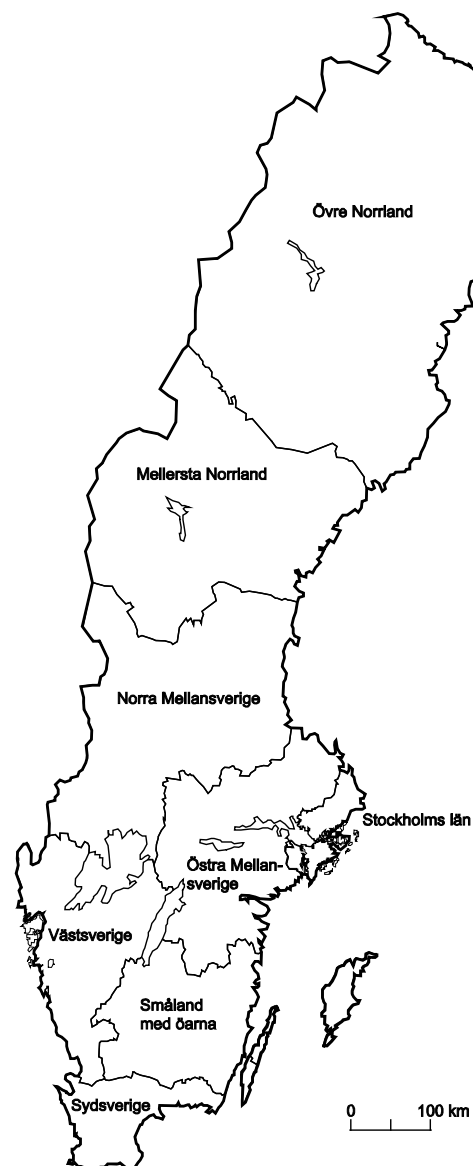 Övre Norrland
Mellersta Norrland
Norra Mellansverige
Stockholms län
Östra Mellan-
sverige
Västsverige
Småland
med öarna
Sydsverige
0 100 km